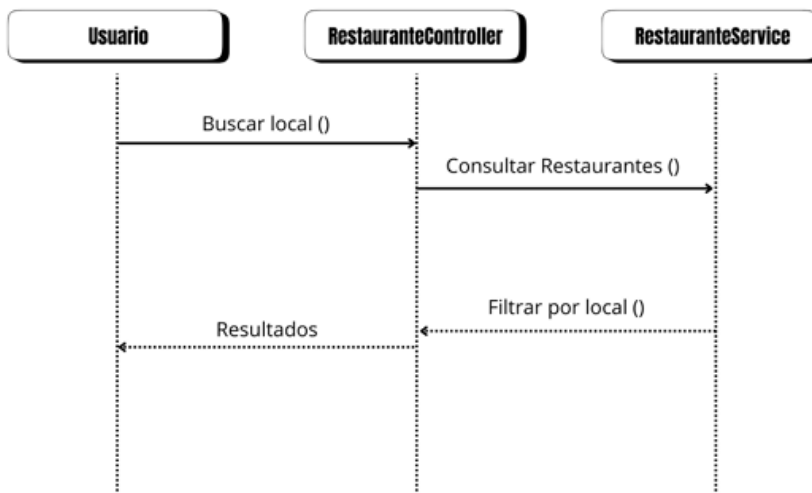 Usuario
RestauranteController
RestauranteService
Buscar local ()
Consultar Restaurantes ()
Filtrar por local ()
Resultados